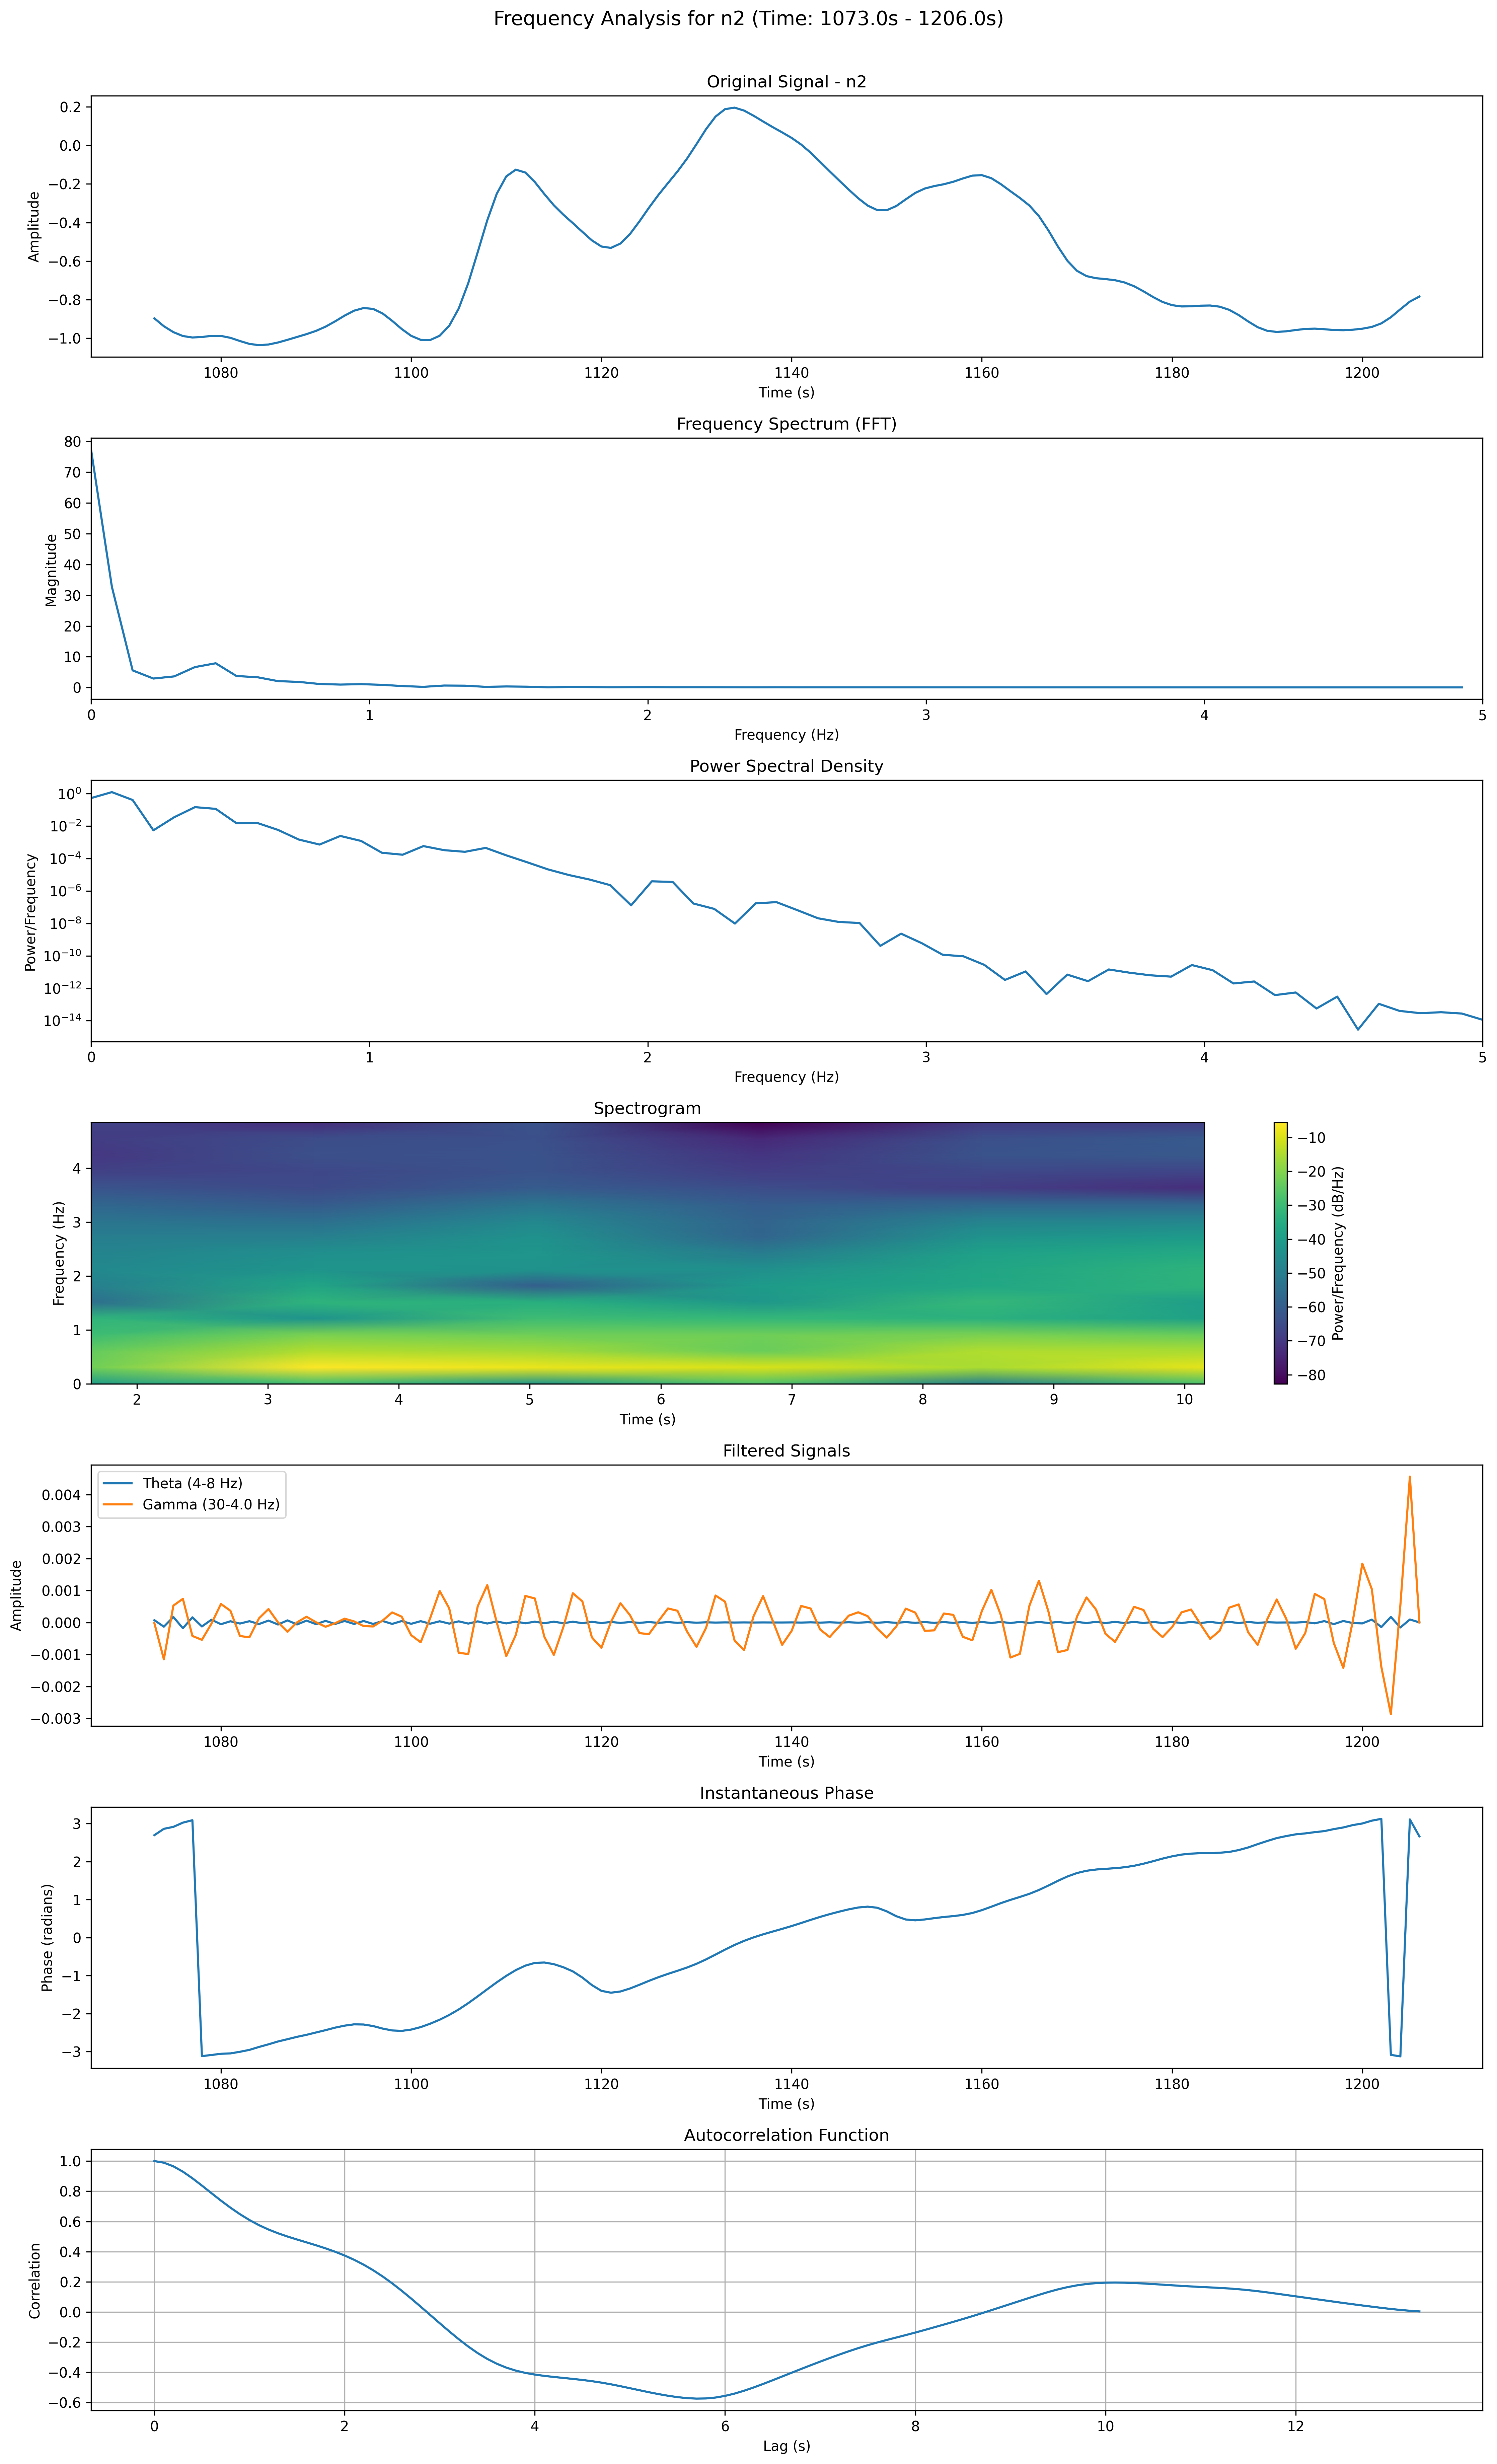 Frequency Analysis for n2 (Time: 1073.0s - 1206.0s)
Original Signal - n2
0.2
0.0
−0.2
−0.4
−0.6
−0.8
−1.0
Amplitude
1080 1100 1120 1140 1160 1180 1200
Time (s)
Frequency Spectrum (FFT)
80
70
60
50
40
30
20
10
0
Magnitude
0 1 2 3 4 5
Frequency (Hz)
Power Spectral Density
10⁰
10⁻²
10⁻⁴
10⁻⁶
10⁻⁸
10⁻¹⁰
10⁻¹²
10⁻¹⁴
Power/Frequency
0 1 2 3 4 5
Frequency (Hz)
Spectrogram
4
3
2
1
0
Frequency (Hz)
2 3 4 5 6 7 8 9 10
Time (s)
−10
−20
−30
−40
−50
−60
−70
−80
Power/Frequency (dB/Hz)
Filtered Signals
Theta (4-8 Hz)
Gamma (30-4.0 Hz)
0.004
0.003
0.002
0.001
0.000
−0.001
−0.002
−0.003
Amplitude
1080 1100 1120 1140 1160 1180 1200
Time (s)
Instantaneous Phase
3
2
1
0
−1
−2
−3
Phase (radians)
1080 1100 1120 1140 1160 1180 1200
Time (s)
Autocorrelation Function
1.0
0.8
0.6
0.4
0.2
0.0
−0.2
−0.4
−0.6
Correlation
0 2 4 6 8 10 12
Lag (s)